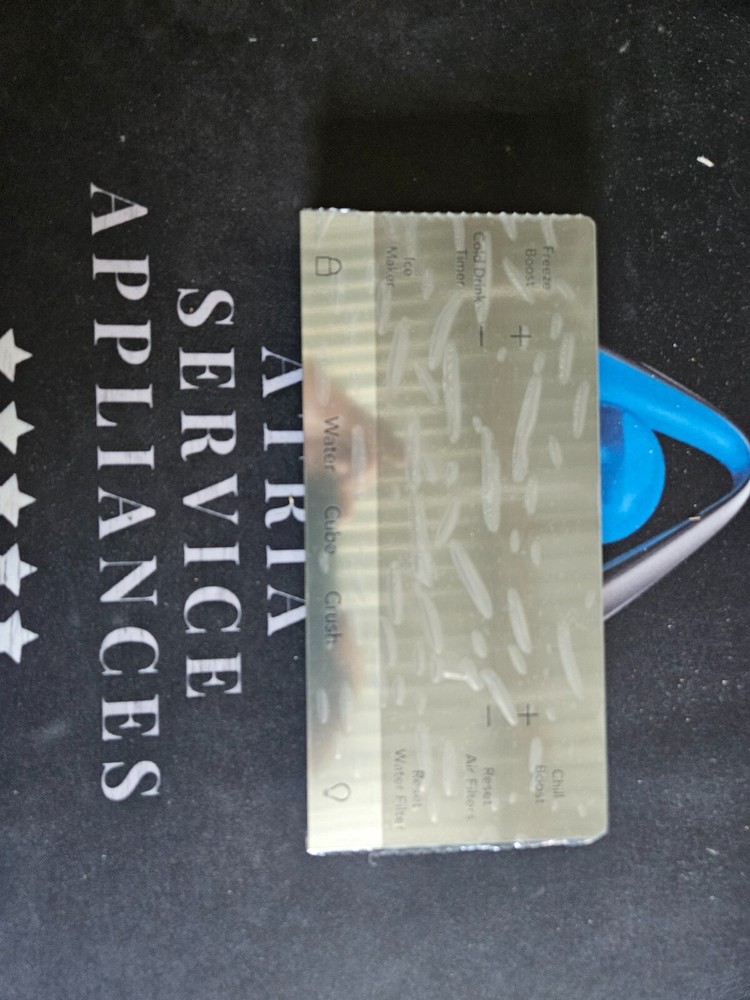 Freeze
Boost
Chill
Boost
+
+
Cold Drink
Timer
−
−
Reset
Air Filters
Ice
Maker
Reset
Water Filter
Water Cube Crush
ATRIA
SERVICE
APPLIANCES